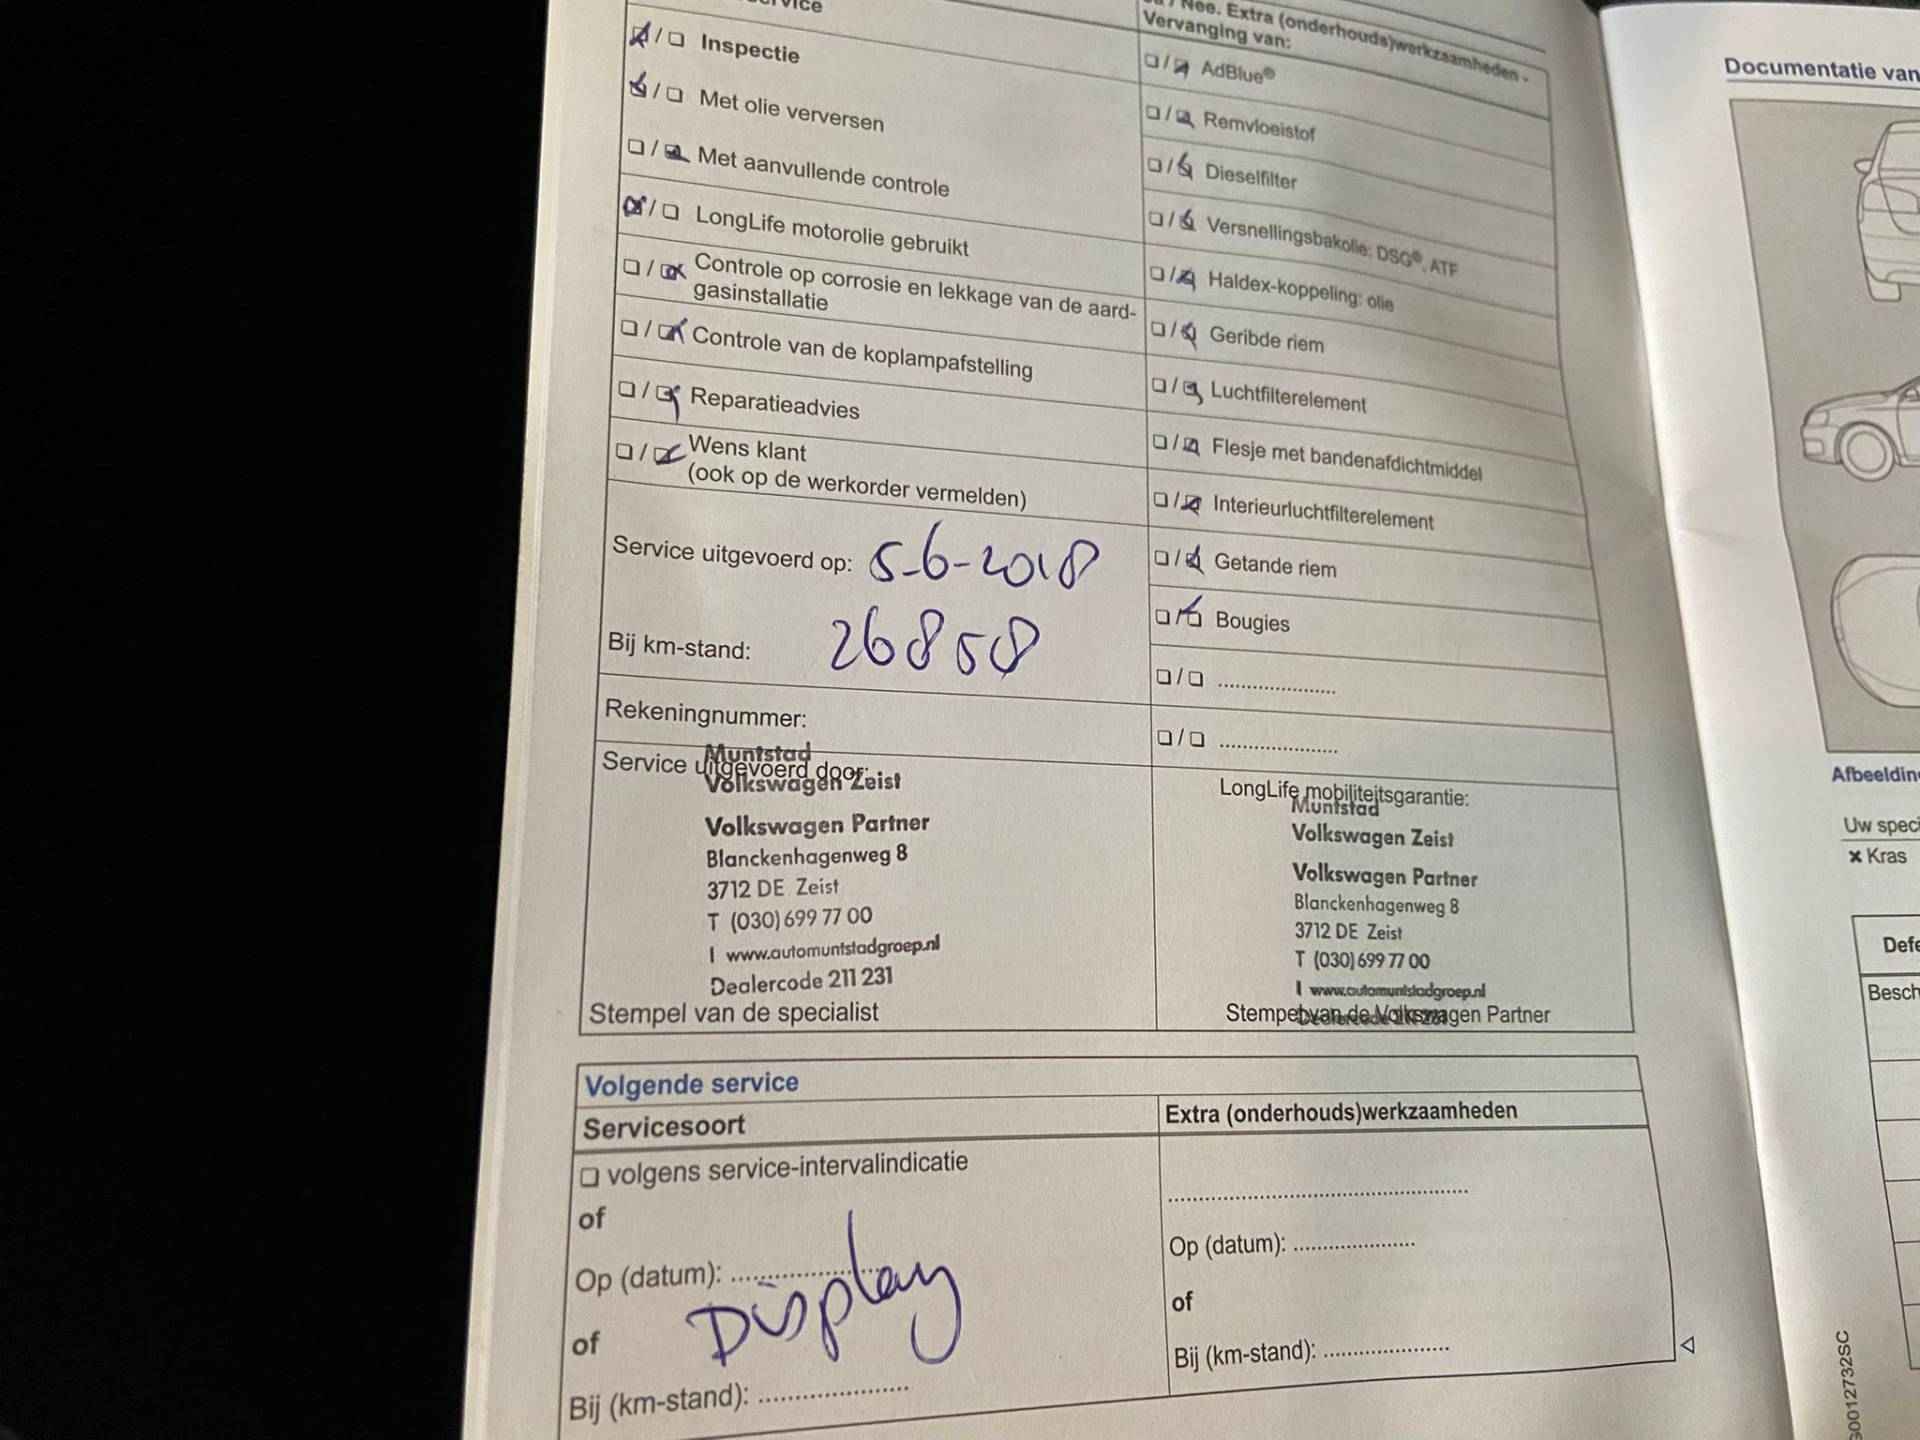 ☒ / ☐ Inspectie
☒ / ☐ Met olie verversen
☐ / ☒ Met aanvullende controle
☒ / ☐ LongLife motorolie gebruikt
☐ / ☒ Controle op corrosie en lekkage van de aard-
gasinstallatie
☐ / ☒ Controle van de koplampafstelling
☐ / ☒ Reparatieadvies
☐ / ☒ Wens klant
(ook op de werkorder vermelden)
Service uitgevoerd op: 5-6-2018
Bij km-stand: 26858
Rekeningnummer:
Service uitgevoerd door:
Muntstad
Volkswagen Zeist
Volkswagen Partner
Blanckenhagenweg 8
3712 DE Zeist
T (030) 699 77 00
I www.automuntstadgroep.nl
Dealercode 211 231
Stempel van de specialist
Nee. Extra (onderhouds)werkzaamheden -
Vervanging van:
☐ / ☒ AdBlue®
☐ / ☒ Remvloeistof
☐ / ☒ Dieselfilter
☐ / ☒ Versnellingsbakolie: DSG®, ATF
☐ / ☒ Haldex-koppeling: olie
☐ / ☒ Geribde riem
☐ / ☒ Luchtfilterelement
☐ / ☒ Flesje met bandenafdichtmiddel
☐ / ☒ Interieurluchtfilterelement
☐ / ☒ Getande riem
☐ / ☒ Bougies
☐ / ☐ .....................
☐ / ☐ .....................
LongLife mobiliteitsgarantie:
Muntstad
Volkswagen Zeist
Volkswagen Partner
Blanckenhagenweg 8
3712 DE Zeist
T (030) 699 77 00
I www.automuntstadgroep.nl
Stempel van de Volkswagen Partner
Volgende service
Servicesoort
☐ volgens service-intervalindicatie
of
Op (datum): .....................
Display
of
Bij (km-stand): .....................
Extra (onderhouds)werkzaamheden
..................................................
Op (datum): .....................
of
Bij (km-stand): .....................
Documentatie van
Uw speci
× Kras
Besch